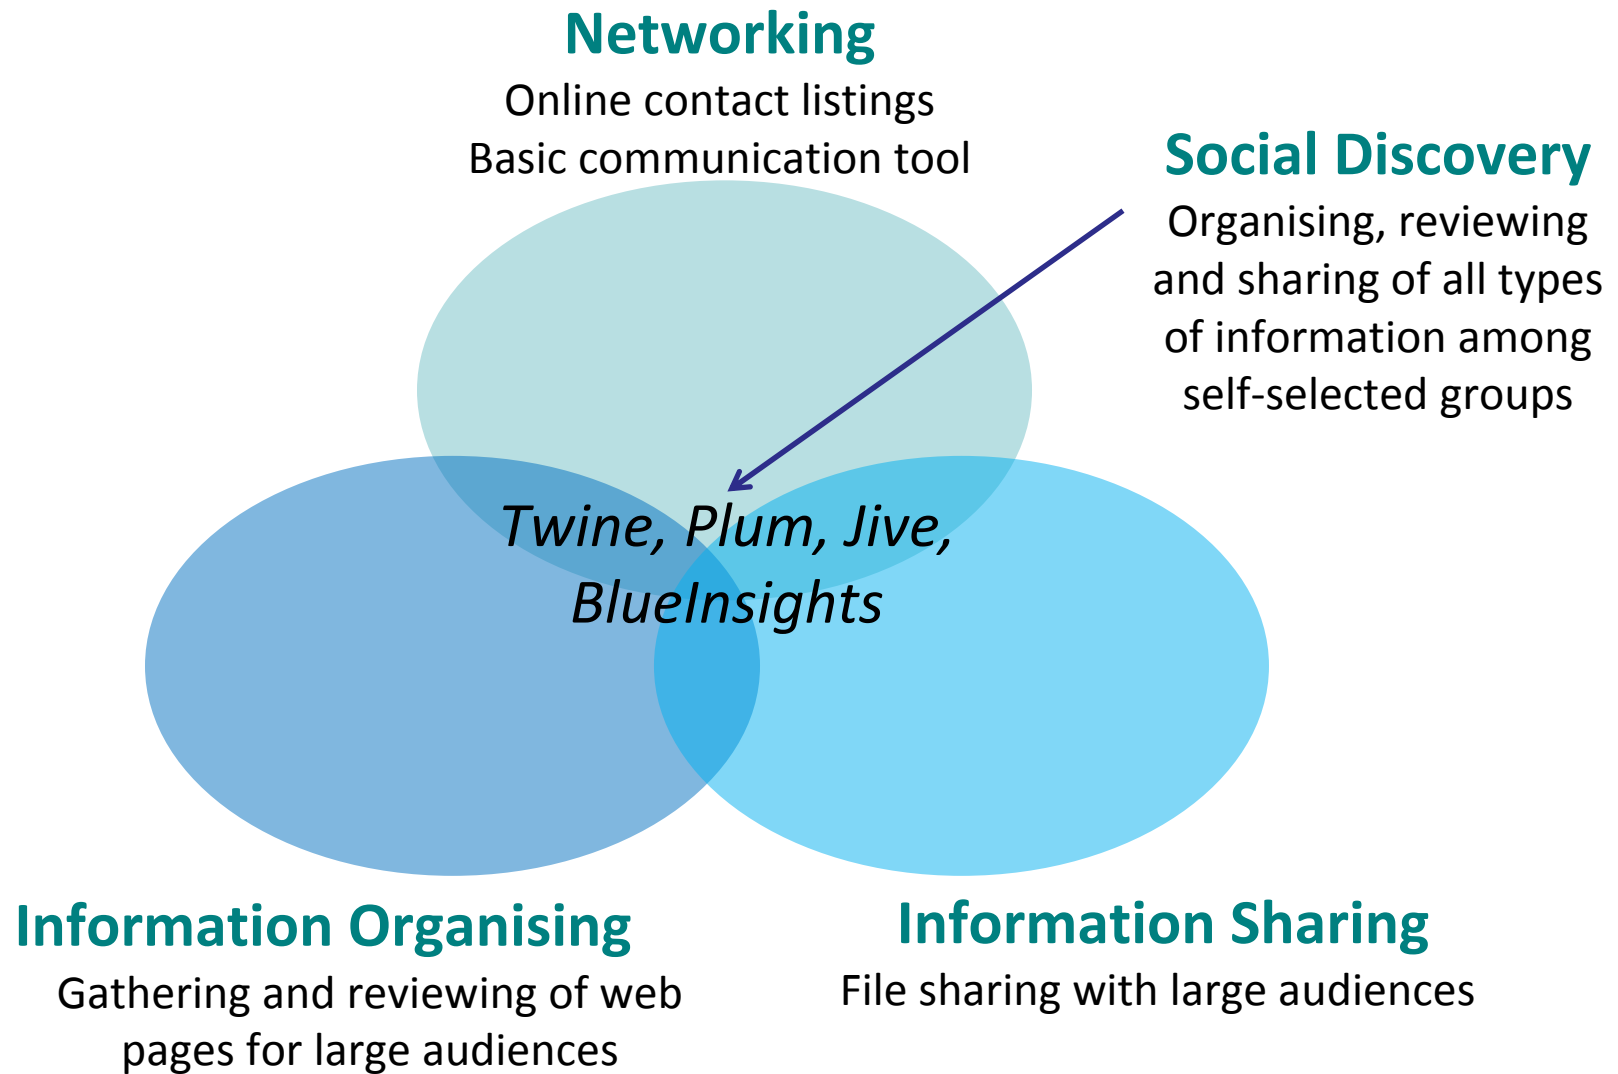 Networking
Online contact listings
Basic communication tool
Social Discovery
Organising, reviewing
and sharing of all types
of information among
self-selected groups
Twine, Plum, Jive,
BlueInsights
Information Organising
Gathering and reviewing of web
pages for large audiences
Information Sharing
File sharing with large audiences